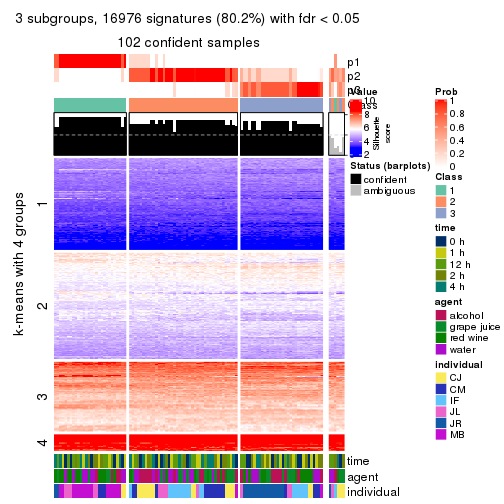 3 subgroups, 16976 signatures (80.2%) with fdr < 0.05
102 confident samples
p1
p2
p3
Class
k-means with 4 groups
1
2
3
4
time
agent
individual
Value
10
8
6
4
2
Silhouette score
Status (barplots)
confident
ambiguous
Prob
1
0.8
0.6
0.4
0.2
0
Class
1
2
3
time
0 h
1 h
12 h
2 h
4 h
agent
alcohol
grape juice
red wine
water
individual
CJ
CM
IF
JL
JR
MB